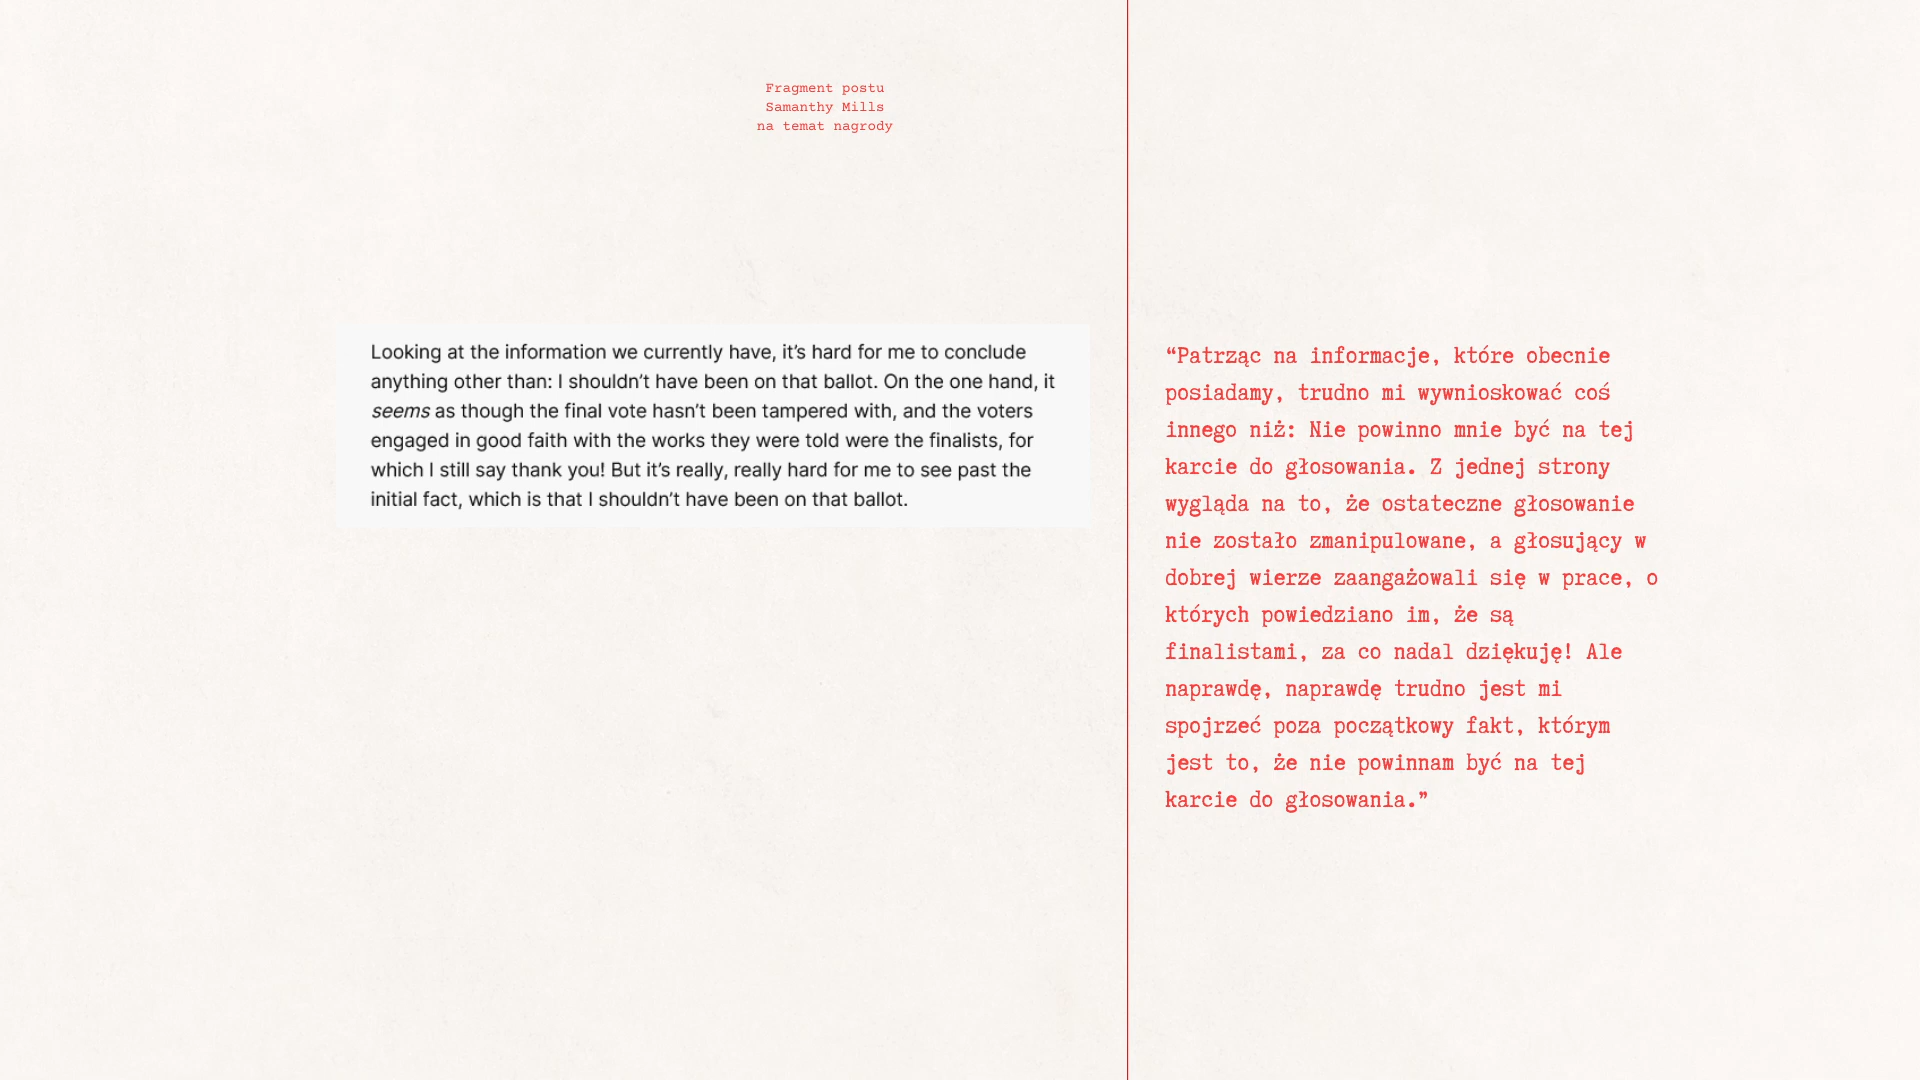 Fragment postu
Samanthy Mills
na temat nagrody
Looking at the information we currently have, it’s hard for me to conclude
anything other than: I shouldn’t have been on that ballot. On the one hand, it
seems as though the final vote hasn’t been tampered with, and the voters
engaged in good faith with the works they were told were the finalists, for
which I still say thank you! But it’s really, really hard for me to see past the
initial fact, which is that I shouldn’t have been on that ballot.
“Patrząc na informacje, które obecnie
posiadamy, trudno mi wywnioskować coś
innego niż: Nie powinno mnie być na tej
karcie do głosowania. Z jednej strony
wygląda na to, że ostateczne głosowanie
nie zostało zmanipulowane, a głosujący w
dobrej wierze zaangażowali się w prace, o
których powiedziano im, że są
finalistami, za co nadal dziękuję! Ale
naprawdę, naprawdę trudno jest mi
spojrzeć poza początkowy fakt, którym
jest to, że nie powinnam być na tej
karcie do głosowania.”